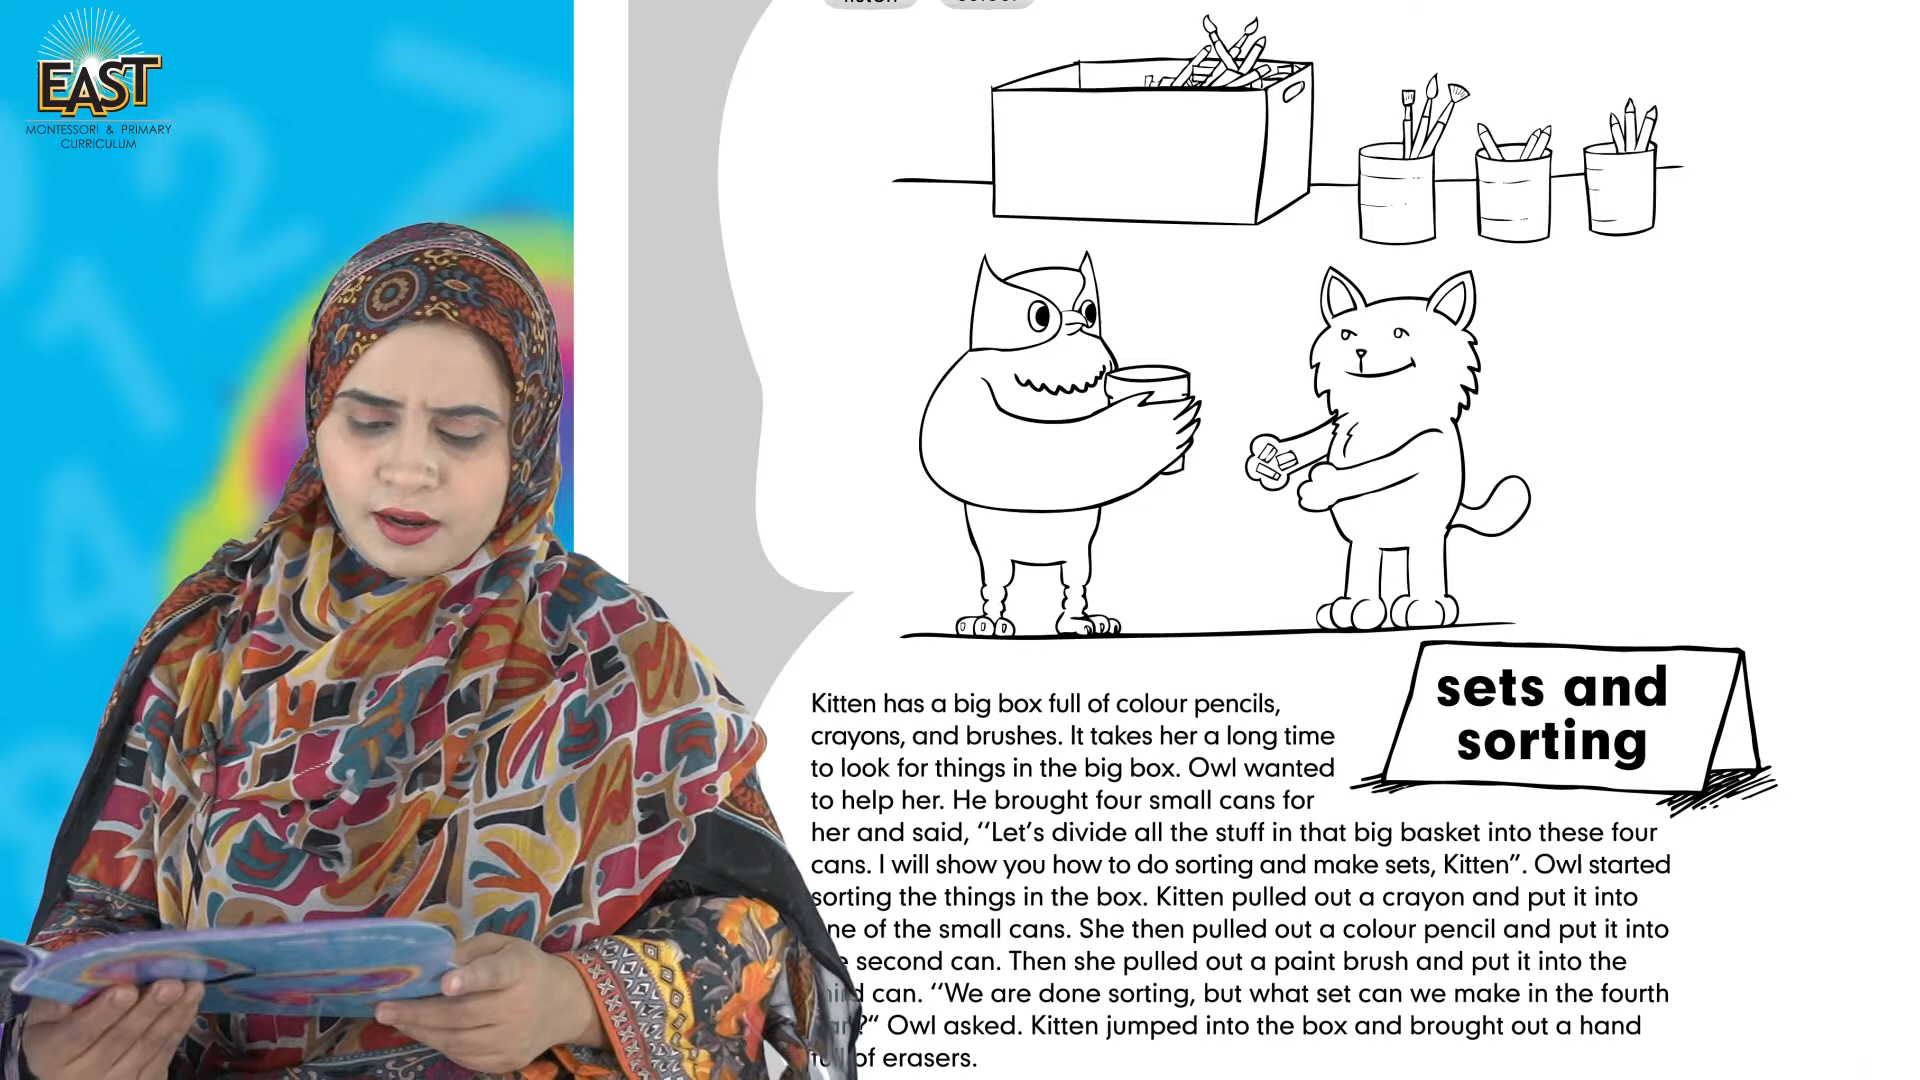 EAST
MONTESSORI & PRIMARY
CURRICULUM
sets and
sorting
Kitten has a big box full of colour pencils,
crayons, and brushes. It takes her a long time
to look for things in the big box. Owl wanted
to help her. He brought four small cans for
her and said, ‘‘Let’s divide all the stuff in that big basket into these four
cans. I will show you how to do sorting and make sets, Kitten”. Owl started
sorting the things in the box. Kitten pulled out a crayon and put it into
of the small cans. She then pulled out a colour pencil and put it into
second can. Then she pulled out a paint brush and put it into the
can. ‘‘We are done sorting, but what set can we make in the fourth
Owl asked. Kitten jumped into the box and brought out a hand
of erasers.